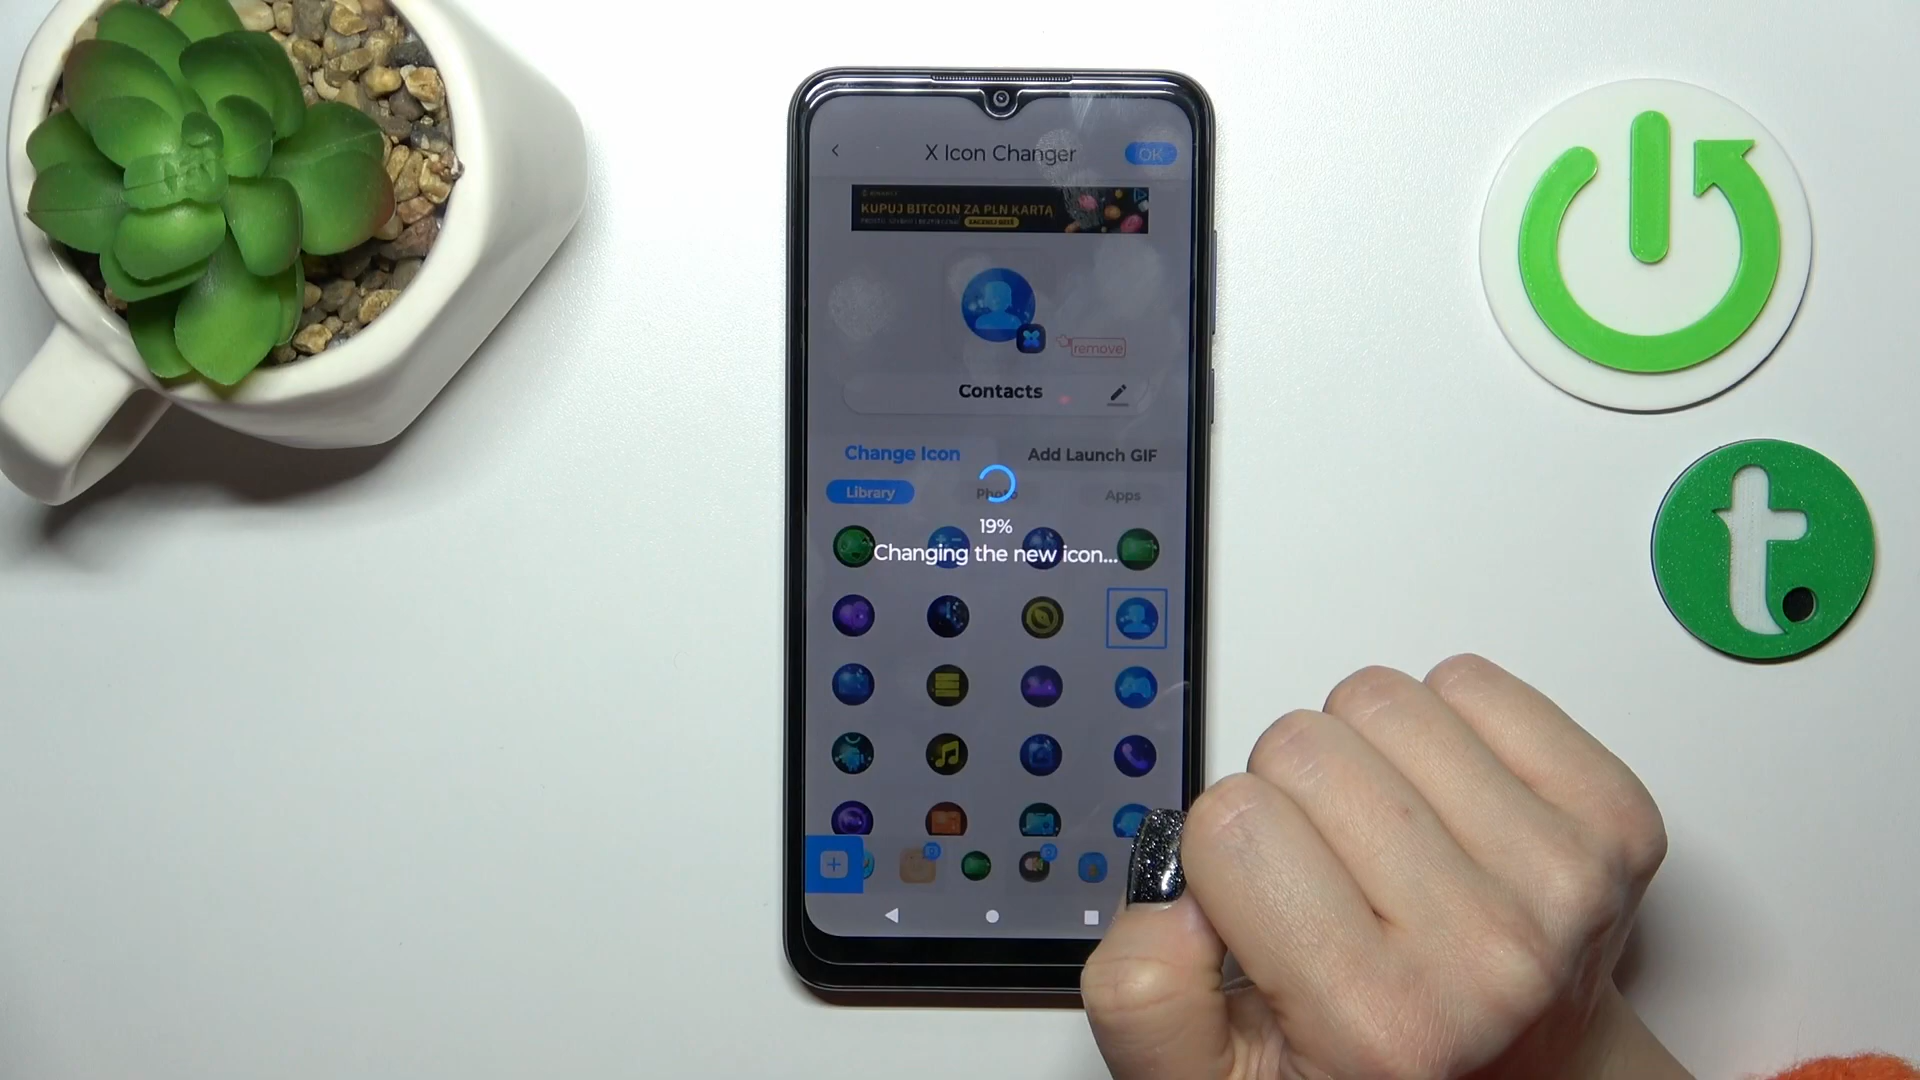 X Icon Changer
OK
KUPUJ BITCOIN ZA PLN KARTĄ
remove
Contacts
Change Icon
Add Launch GIF
Library
Photo
Apps
19%
Changing the new icon...
t